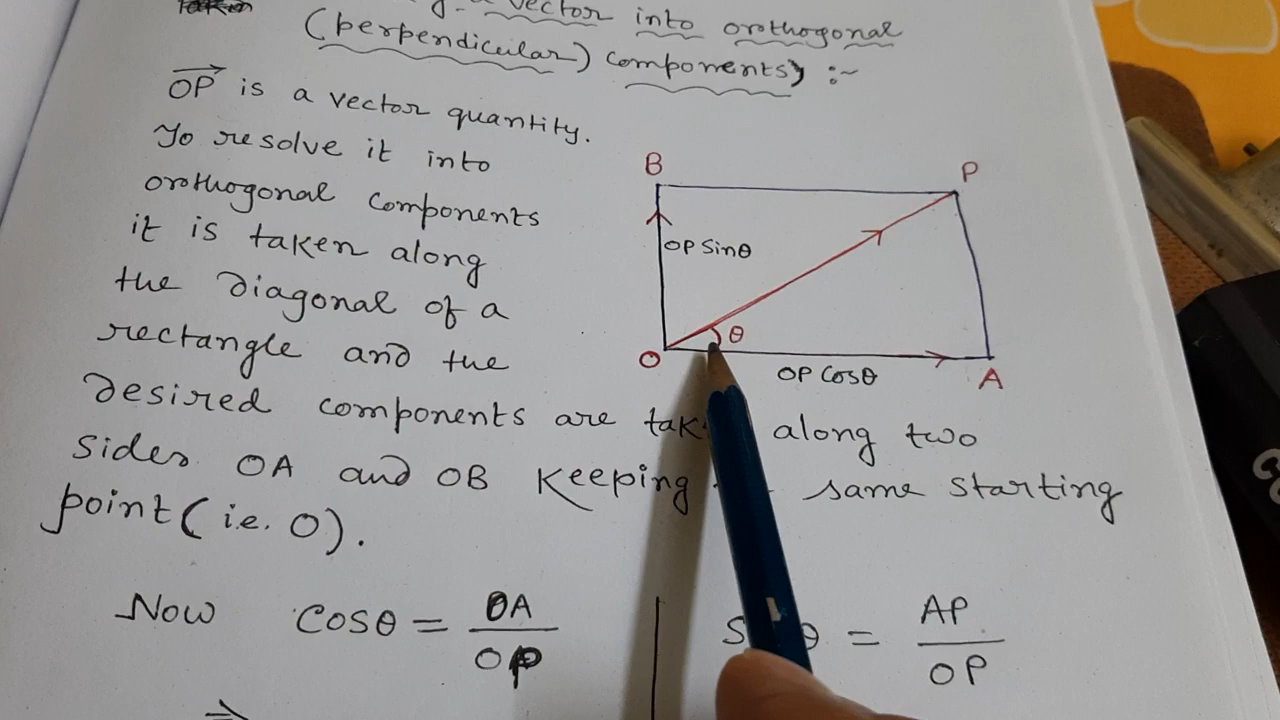 vector into orthogonal
(perpendicular) components) :~
OP is a vector quantity.
To resolve it into
orthogonal components
it is taken along
the diagonal of a
rectangle and the
desired components are tak along two
sides OA and OB keeping same starting
point (i.e. O).
B
P
OP Sinθ
θ
O
OP Cosθ
A
Now Cosθ = OA / OP
S θ = AP / OP
⇒